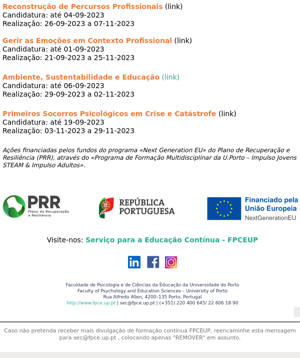 Reconstrução de Percursos Profissionais (link)
Candidatura: até 04-09-2023
Realização: 26-09-2023 a 07-11-2023
Gerir as Emoções em Contexto Profissional (link)
Candidatura: até 01-09-2023
Realização: 21-09-2023 a 25-11-2023
Ambiente, Sustentabilidade e Educação (link)
Candidatura: até 06-09-2023
Realização: 29-09-2023 a 02-11-2023
Primeiros Socorros Psicológicos em Crise e Catástrofe (link)
Candidatura: até 19-09-2023
Realização: 03-11-2023 a 29-11-2023
Ações financiadas pelos fundos do programa «Next Generation EU» do Plano de Recuperação e
Resiliência (PRR), através do «Programa de Formação Multidisciplinar da U.Porto – Impulso Jovens
STEAM & Impulso Adultos».
PRR
Plano de Recuperação
e Resiliência
REPÚBLICA
PORTUGUESA
Financiado pela
União Europeia
NextGenerationEU
Visite-nos: Serviço para a Educação Contínua - FPCEUP
Faculdade de Psicologia e de Ciências da Educação da Universidade do Porto
Faculty of Psychology and Education Sciences – University of Porto
Rua Alfredo Allen, 4200–135 Porto, Portugal
http://www.fpce.up.pt | sec@fpce.up.pt | (+351) 220 400 645/ 22 606 18 90
Caso não pretenda receber mais divulgação de formação contínua FPCEUP, reencaminhe esta mensagem
para sec@fpce.up.pt , colocando apenas "REMOVER" em assunto.